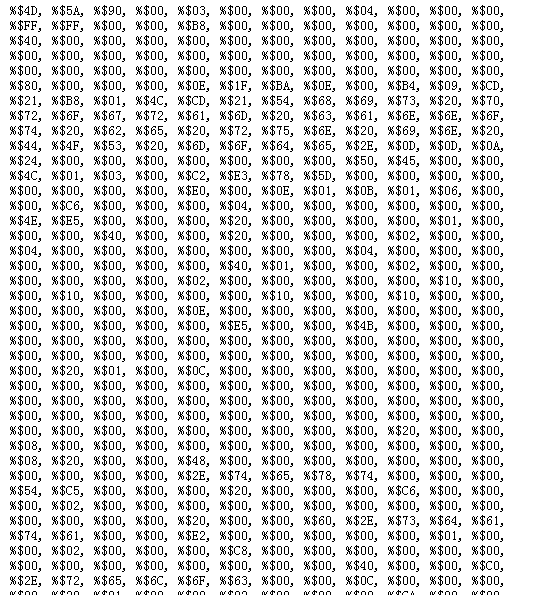 %$4D, %$5A, %$90, %$00, %$03, %$00, %$00, %$00, %$04, %$00, %$00, %$00,
%$FF, %$FF, %$00, %$00, %$B8, %$00, %$00, %$00, %$00, %$00, %$00, %$00,
%$40, %$00, %$00, %$00, %$00, %$00, %$00, %$00, %$00, %$00, %$00, %$00,
%$00, %$00, %$00, %$00, %$00, %$00, %$00, %$00, %$00, %$00, %$00, %$00,
%$00, %$00, %$00, %$00, %$00, %$00, %$00, %$00, %$00, %$00, %$00, %$00,
%$80, %$00, %$00, %$00, %$0E, %$1F, %$BA, %$0E, %$00, %$B4, %$09, %$CD,
%$21, %$B8, %$01, %$4C, %$CD, %$21, %$54, %$68, %$69, %$73, %$20, %$70,
%$72, %$6F, %$67, %$72, %$61, %$6D, %$20, %$63, %$61, %$6E, %$6E, %$6F,
%$74, %$20, %$62, %$65, %$20, %$72, %$75, %$6E, %$20, %$69, %$6E, %$20,
%$44, %$4F, %$53, %$20, %$6D, %$6F, %$64, %$65, %$2E, %$0D, %$0D, %$0A,
%$24, %$00, %$00, %$00, %$00, %$00, %$00, %$00, %$50, %$45, %$00, %$00,
%$4C, %$01, %$03, %$00, %$C2, %$E3, %$78, %$5D, %$00, %$00, %$00, %$00,
%$00, %$00, %$00, %$00, %$E0, %$00, %$0E, %$01, %$0B, %$01, %$06, %$00,
%$00, %$C6, %$00, %$00, %$00, %$04, %$00, %$00, %$00, %$00, %$00, %$00,
%$4E, %$E5, %$00, %$00, %$00, %$20, %$00, %$00, %$00, %$00, %$01, %$00,
%$00, %$00, %$40, %$00, %$00, %$20, %$00, %$00, %$00, %$02, %$00, %$00,
%$04, %$00, %$00, %$00, %$00, %$00, %$00, %$00, %$04, %$00, %$00, %$00,
%$00, %$00, %$00, %$00, %$00, %$40, %$01, %$00, %$00, %$02, %$00, %$00,
%$00, %$00, %$00, %$00, %$02, %$00, %$00, %$00, %$00, %$00, %$10, %$00,
%$00, %$10, %$00, %$00, %$00, %$00, %$10, %$00, %$00, %$10, %$00, %$00,
%$00, %$00, %$00, %$00, %$0E, %$00, %$00, %$00, %$00, %$00, %$00, %$00,
%$00, %$00, %$00, %$00, %$00, %$E5, %$00, %$00, %$4B, %$00, %$00, %$00,
%$00, %$00, %$00, %$00, %$00, %$00, %$00, %$00, %$00, %$00, %$00, %$00,
%$00, %$00, %$00, %$00, %$00, %$00, %$00, %$00, %$00, %$00, %$00, %$00,
%$00, %$20, %$01, %$00, %$0C, %$00, %$00, %$00, %$00, %$00, %$00, %$00,
%$00, %$00, %$00, %$00, %$00, %$00, %$00, %$00, %$00, %$00, %$00, %$00,
%$00, %$00, %$00, %$00, %$00, %$00, %$00, %$00, %$00, %$00, %$00, %$00,
%$00, %$00, %$00, %$00, %$00, %$00, %$00, %$00, %$00, %$00, %$00, %$00,
%$00, %$00, %$00, %$00, %$00, %$00, %$00, %$00, %$00, %$20, %$00, %$00,
%$08, %$00, %$00, %$00, %$00, %$00, %$00, %$00, %$00, %$00, %$00, %$00,
%$08, %$20, %$00, %$00, %$48, %$00, %$00, %$00, %$00, %$00, %$00, %$00,
%$00, %$00, %$00, %$00, %$2E, %$74, %$65, %$78, %$74, %$00, %$00, %$00,
%$54, %$C5, %$00, %$00, %$00, %$20, %$00, %$00, %$00, %$C6, %$00, %$00,
%$00, %$02, %$00, %$00, %$00, %$00, %$00, %$00, %$00, %$00, %$00, %$00,
%$00, %$00, %$00, %$00, %$20, %$00, %$00, %$60, %$2E, %$73, %$64, %$61,
%$74, %$61, %$00, %$00, %$E2, %$00, %$00, %$00, %$00, %$00, %$01, %$00,
%$00, %$02, %$00, %$00, %$00, %$C8, %$00, %$00, %$00, %$00, %$00, %$00,
%$00, %$00, %$00, %$00, %$00, %$00, %$00, %$00, %$40, %$00, %$00, %$C0,
%$2E, %$72, %$65, %$6C, %$6F, %$63, %$00, %$00, %$0C, %$00, %$00, %$00,